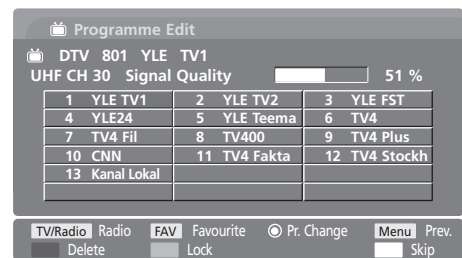 Programme Edit
DTV 801 YLE TV1
UHF CH 30 Signal Quality 51 %
1 YLE TV1 2 YLE TV2 3 YLE FST
4 YLE24 5 YLE Teema 6 TV4
7 TV4 Fil 8 TV400 9 TV4 Plus
10 CNN 11 TV4 Fakta 12 TV4 Stockh
13 Kanal Lokal
TV/Radio Radio FAV Favourite Pr. Change Menu Prev.
Delete Lock Skip